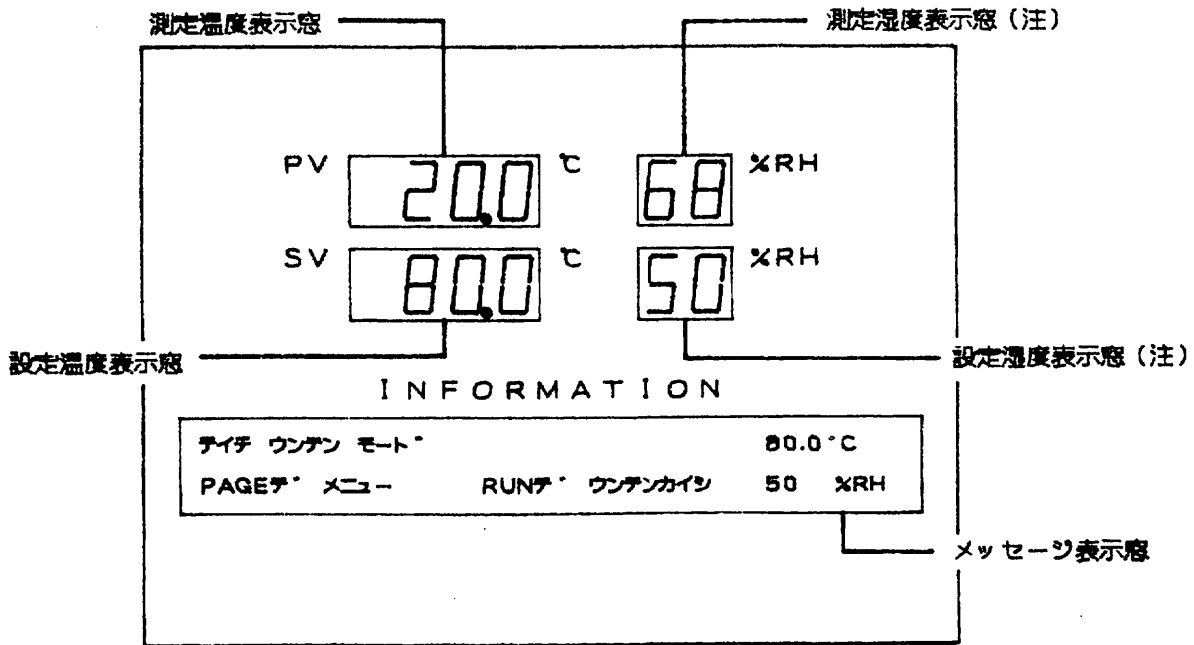 測定温度表示窓
測定湿度表示窓（注）
PV 20.0 ℃ 68 %RH
SV 80.0 ℃ 50 %RH
設定温度表示窓
設定湿度表示窓（注）
INFORMATION
テイチ ウンテン モード 80.0℃
PAGEデ メニュー RUNデ ウンテンカイシ 50 %RH
メッセージ表示窓